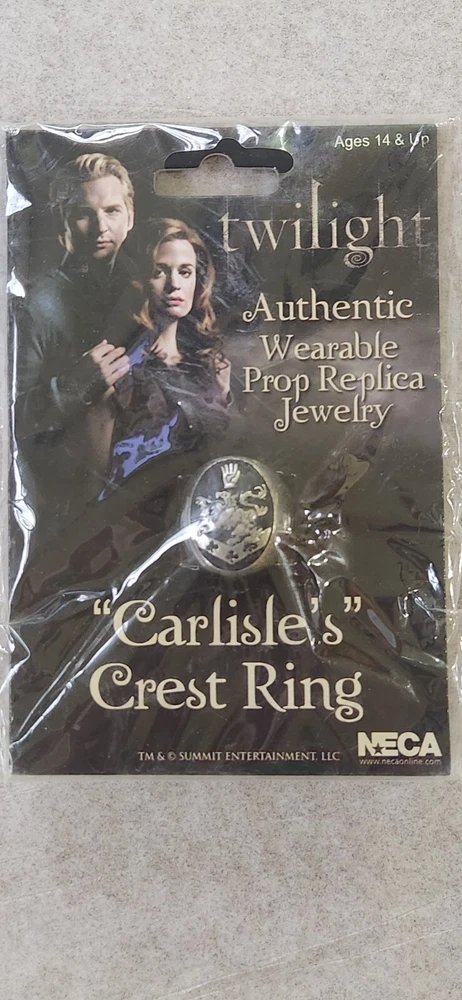 Ages 14 & Up
twilight
Authentic
Wearable
Prop Replica
Jewelry
"Carlisle's"
Crest Ring
TM & © SUMMIT ENTERTAINMENT, LLC
NECA
www.necaonline.com